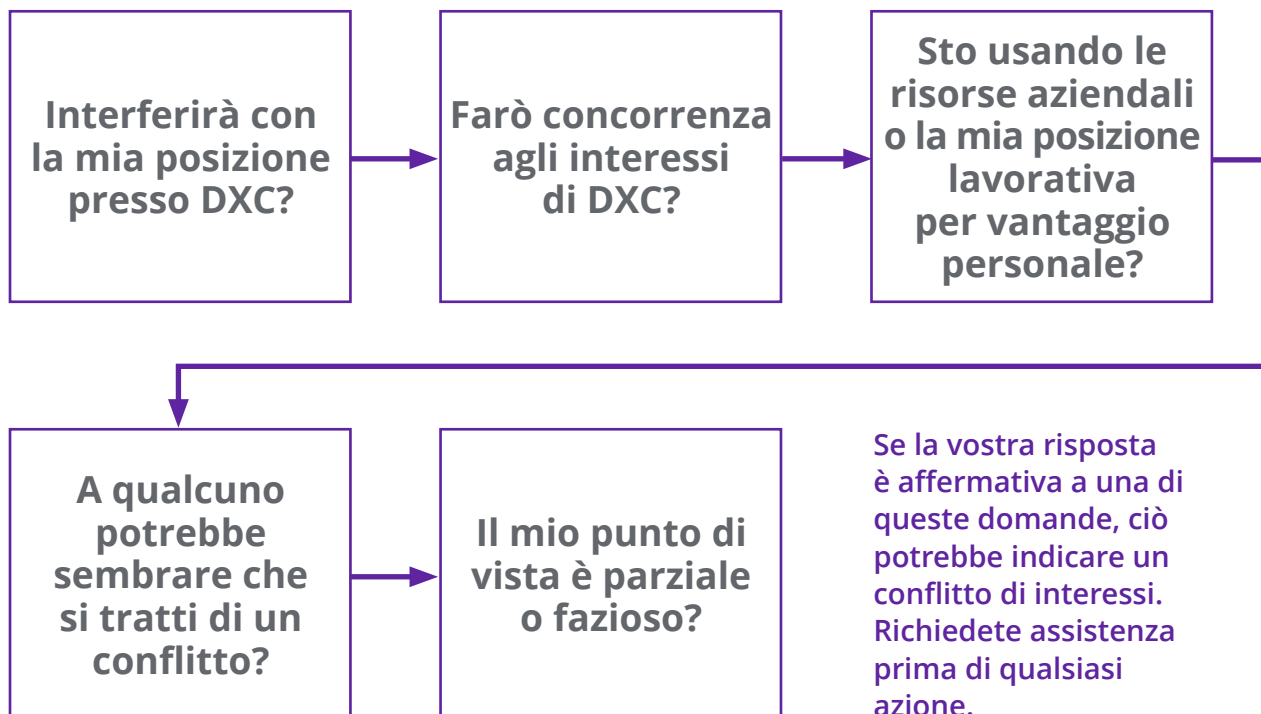 Interferirà con
la mia posizione
presso DXC?
Farò concorrenza
agli interessi
di DXC?
Sto usando le
risorse aziendali
o la mia posizione
lavorativa
per vantaggio
personale?
A qualcuno
potrebbe
sembrare che
si tratti di un
conflitto?
Il mio punto di
vista è parziale
o fazioso?
Se la vostra risposta
è affermativa a una di
queste domande, ciò
potrebbe indicare un
conflitto di interessi.
Richiedete assistenza
prima di qualsiasi
azione.